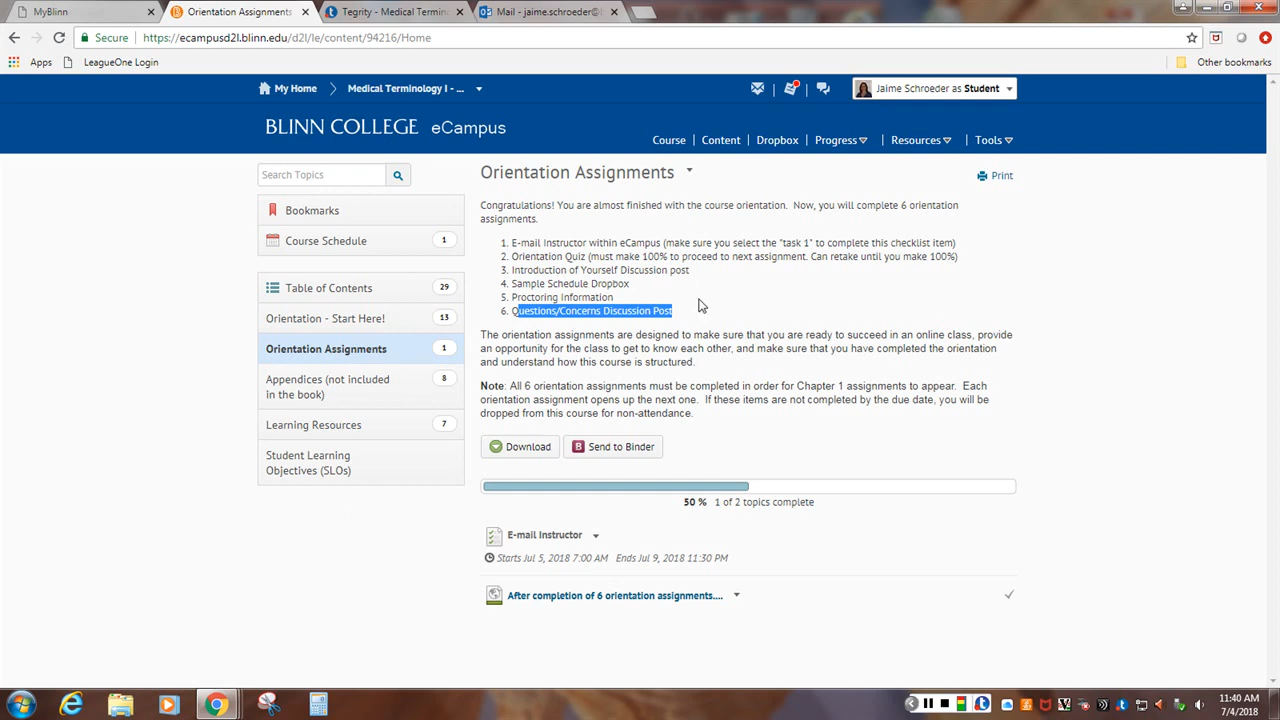 MyBlinn
Orientation Assignments
Tegrity - Medical Termin
Mail - jaime.schroeder@
Secure
https://ecampusd2l.blinn.edu/d2l/le/content/94216/Home
Apps
LeagueOne Login
Other bookmarks
My Home
Medical Terminology I - ...
Jaime Schroeder as Student
BLINN COLLEGE eCampus
Course
Content
Dropbox
Progress
Resources
Tools
Search Topics
Bookmarks
Course Schedule 1
Table of Contents 29
Orientation - Start Here! 13
Orientation Assignments 1
Appendices (not included 8
in the book)
Learning Resources 7
Student Learning
Objectives (SLOs)
Orientation Assignments
Print
Congratulations! You are almost finished with the course orientation. Now, you will complete 6 orientation
assignments.
1. E-mail Instructor within eCampus (make sure you select the "task 1" to complete this checklist item)
2. Orientation Quiz (must make 100% to proceed to next assignment. Can retake until you make 100%)
3. Introduction of Yourself Discussion post
4. Sample Schedule Dropbox
5. Proctoring Information
6. Questions/Concerns Discussion Post
The orientation assignments are designed to make sure that you are ready to succeed in an online class, provide
an opportunity for the class to get to know each other, and make sure that you have completed the orientation
and understand how this course is structured.
Note: All 6 orientation assignments must be completed in order for Chapter 1 assignments to appear. Each
orientation assignment opens up the next one. If these items are not completed by the due date, you will be
dropped from this course for non-attendance.
Download
Send to Binder
50 % 1 of 2 topics complete
E-mail Instructor
Starts Jul 5, 2018 7:00 AM Ends Jul 9, 2018 11:30 PM
After completion of 6 orientation assignments....
11:40 AM
7/4/2018